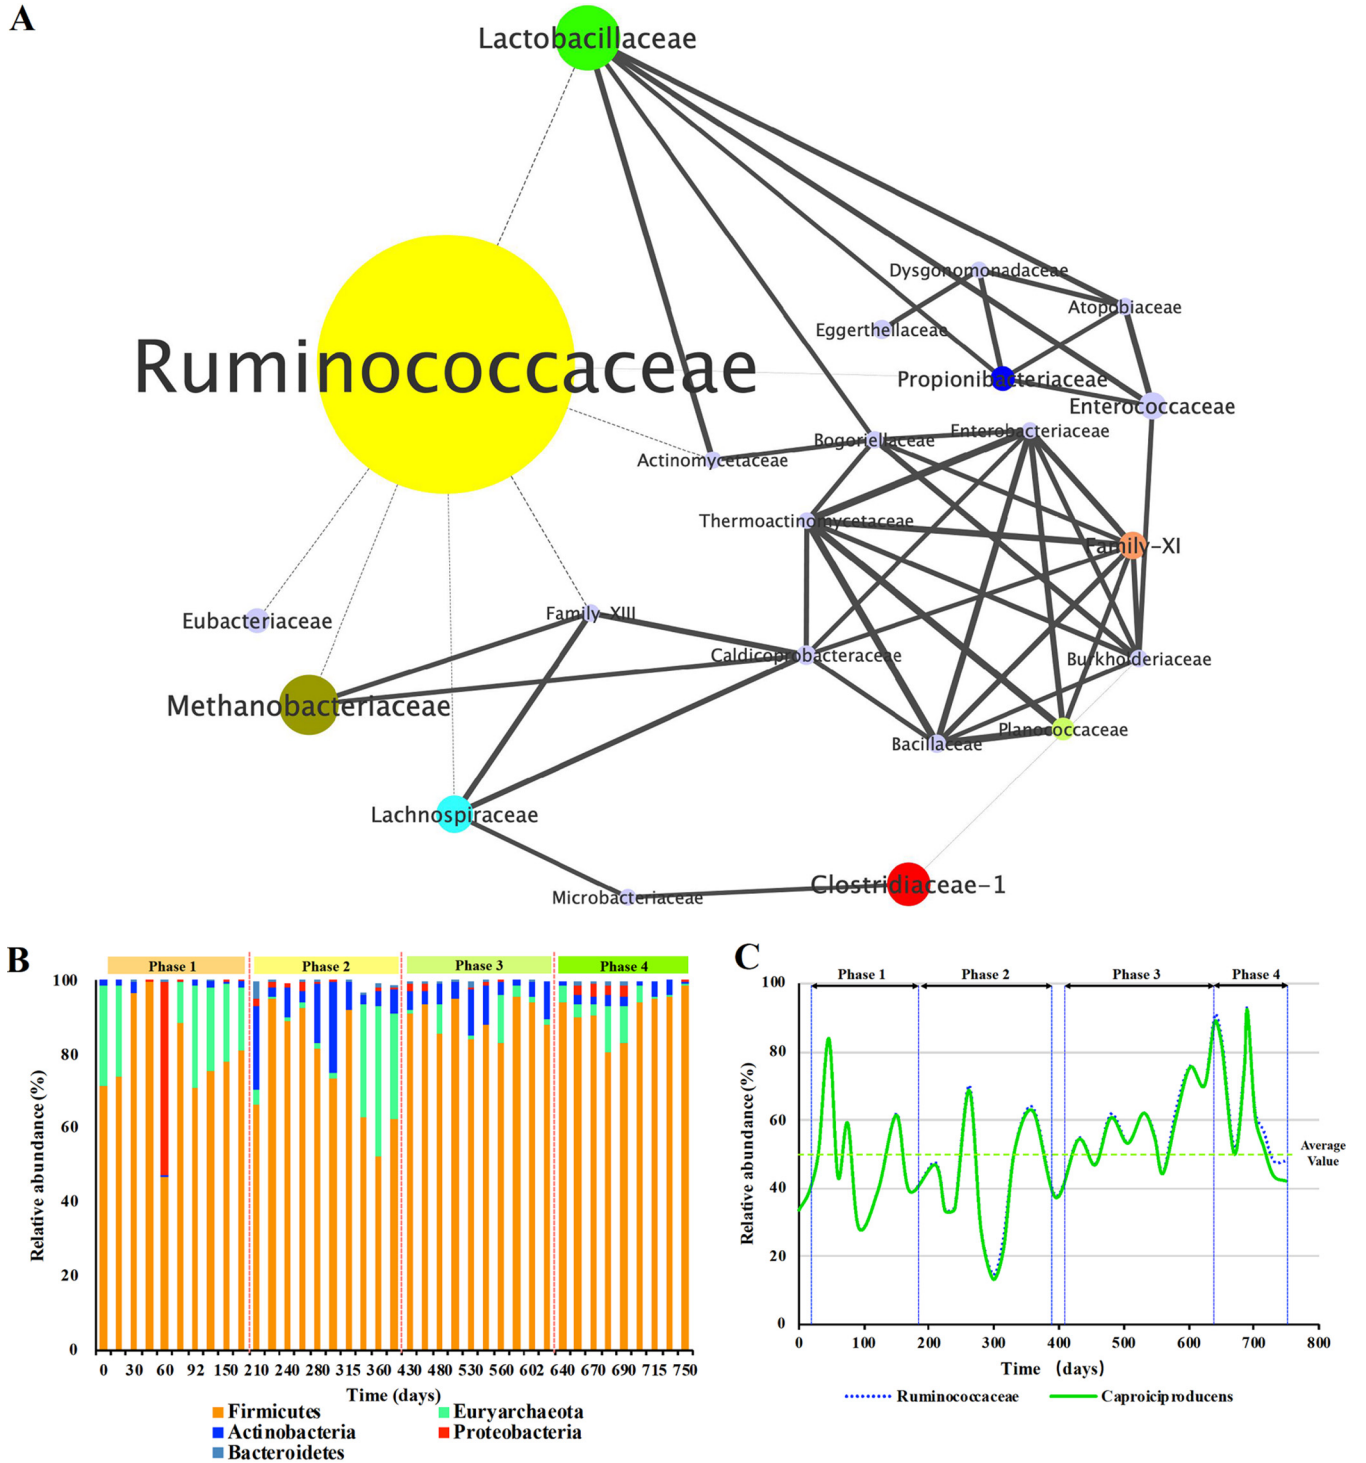 A
Lactobacillaceae
Dysgonomonadaceae
Atopobiaceae
Eggerthellaceae
Ruminococcaceae
Propionibacteriaceae
Enterococcaceae
Enterobacteriaceae
Bogoriellaceae
Actinomycetaceae
Thermoactinomycetaceae
Family-XI
Family-XIII
Eubacteriaceae
Caldicoprobacteraceae
Burkholderiaceae
Methanobacteriaceae
Planococcaceae
Bacillaceae
Lachnospiraceae
Clostridiaceae-1
Microbacteriaceae
B
Phase 1 Phase 2 Phase 3 Phase 4
Relative abundance (%)
100
80
60
40
20
0
0 30 60 92 150 210 240 280 315 360 430 480 530 560 602 640 670 690 715 750
Time (days)
Firmicutes Euryarchaeota
Actinobacteria Proteobacteria
Bacteroidetes
C
Phase 1 Phase 2 Phase 3 Phase 4
Relative abundance (%)
100
80
60
40
20
0
Average
Value
0 100 200 300 400 500 600 700 800
Time (days)
Ruminococcaceae Caproiciproducens